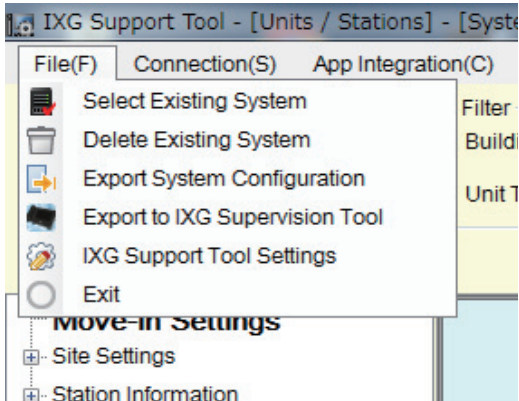 IXG Support Tool - [Units / Stations] - [Syste
File(F) Connection(S) App Integration(C)
Select Existing System
Delete Existing System
Export System Configuration
Export to IXG Supervision Tool
IXG Support Tool Settings
Exit
Filter
Buildi
Unit T
Move-in Settings
Site Settings
Station Information